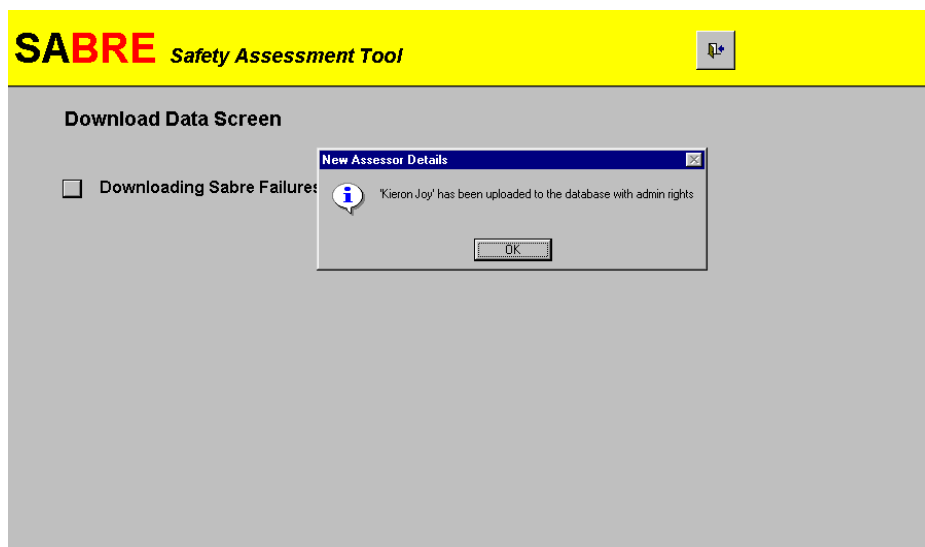 SABRE Safety Assessment Tool
Download Data Screen
New Assessor Details
Downloading Sabre Failures
'Kieron Joy' has been uploaded to the database with admin rights
OK